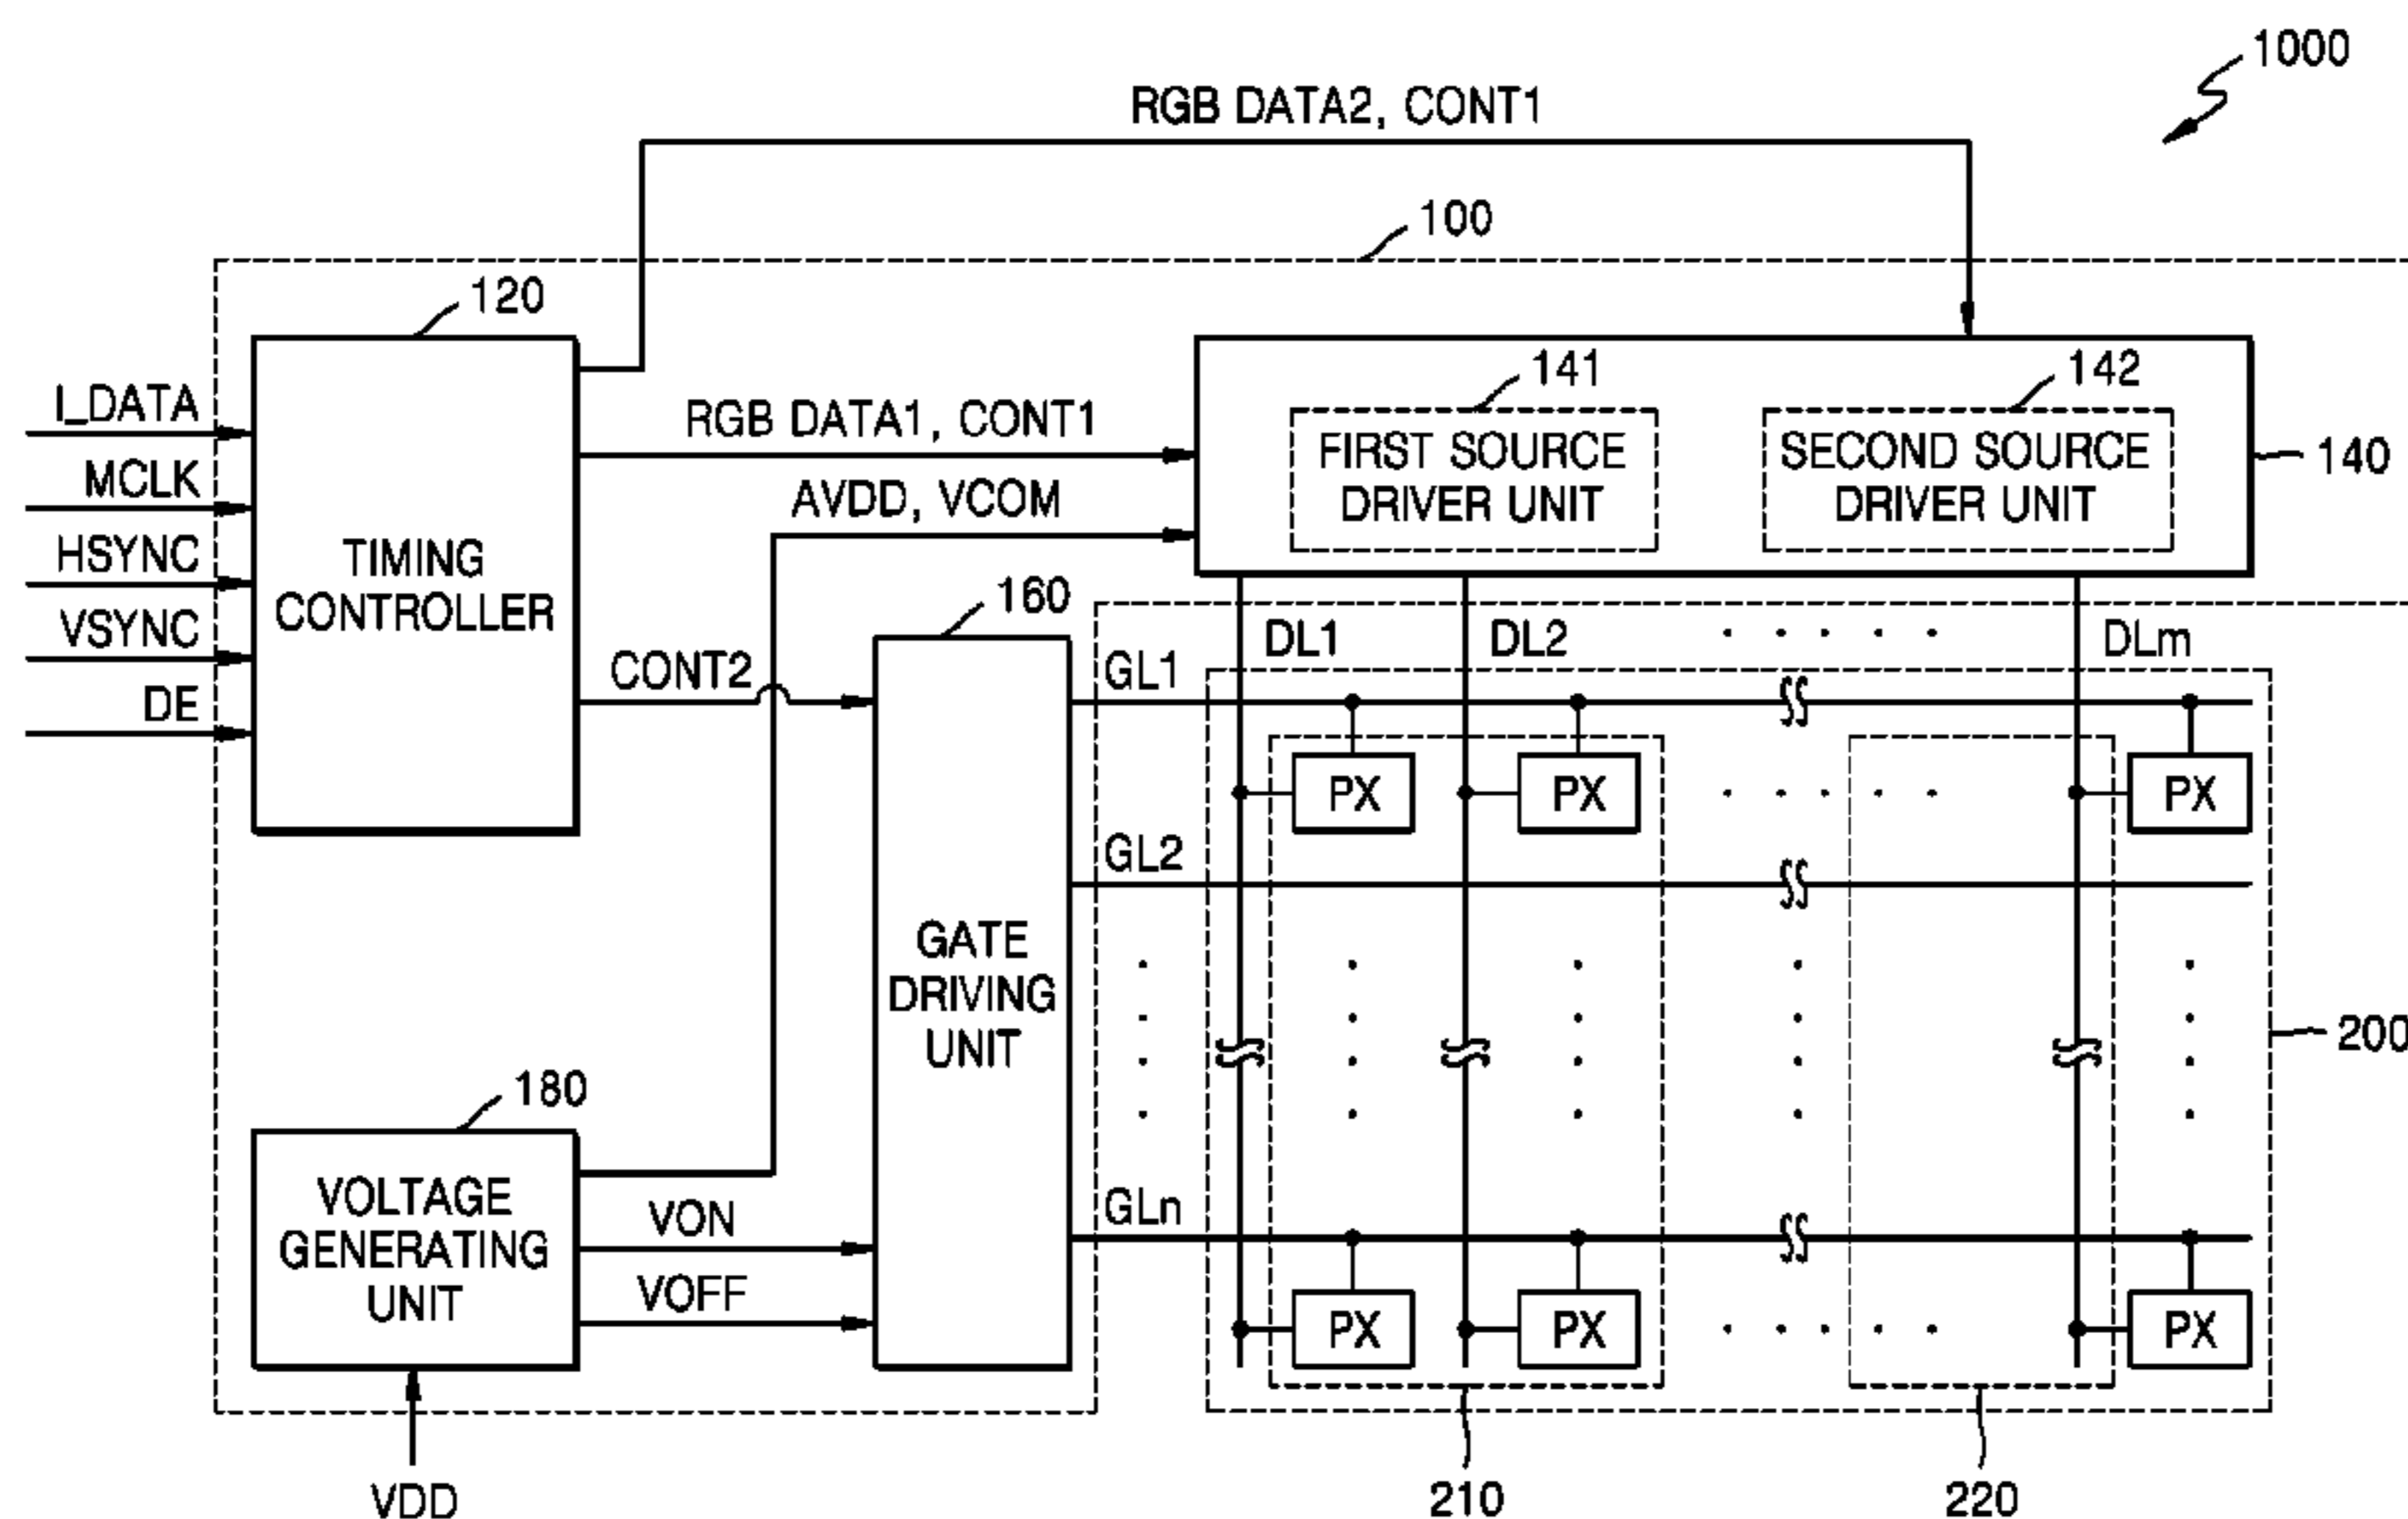 1000
RGB DATA2, CONT1
100
120
141
142
I_DATA
RGB DATA1, CONT1
FIRST SOURCE
DRIVER UNIT
SECOND SOURCE
DRIVER UNIT
140
MCLK
AVDD, VCOM
HSYNC
TIMING
CONTROLLER
160
VSYNC
DL1
DL2
DLm
CONT2
GL1
DE
PX
PX
PX
GL2
GATE
DRIVING
UNIT
200
180
VOLTAGE
GENERATING
UNIT
VON
GLn
VOFF
PX
PX
PX
VDD
210
220